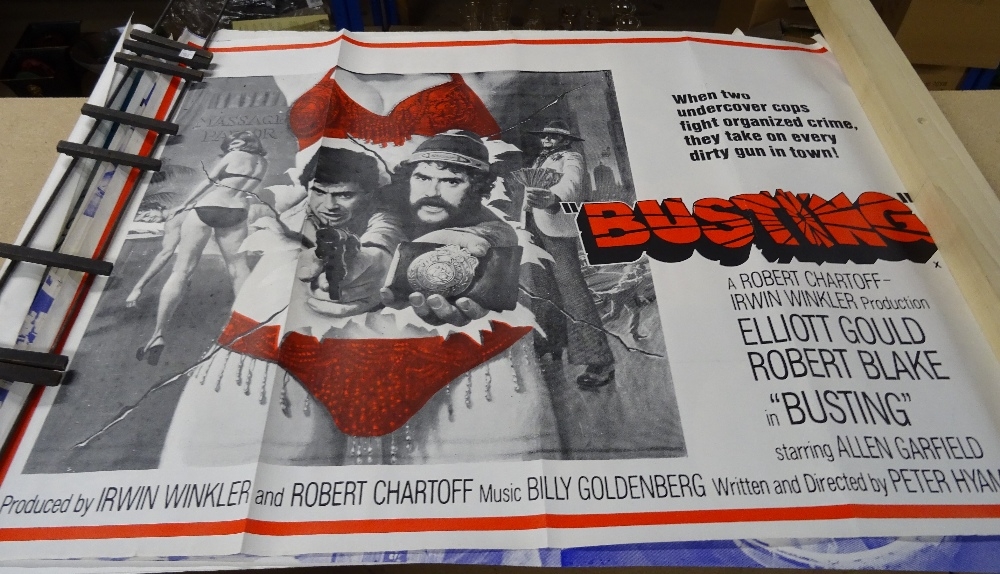 MASSAGE
PARLOR
When two
undercover cops
fight organized crime,
they take on every
dirty gun in town!
"BUSTING"
x
A ROBERT CHARTOFF-
IRWIN WINKLER Production
ELLIOTT GOULD
ROBERT BLAKE
in "BUSTING"
starring ALLEN GARFIELD
Produced by IRWIN WINKLER and ROBERT CHARTOFF Music BILLY GOLDENBERG Written and Directed by PETER HYAM